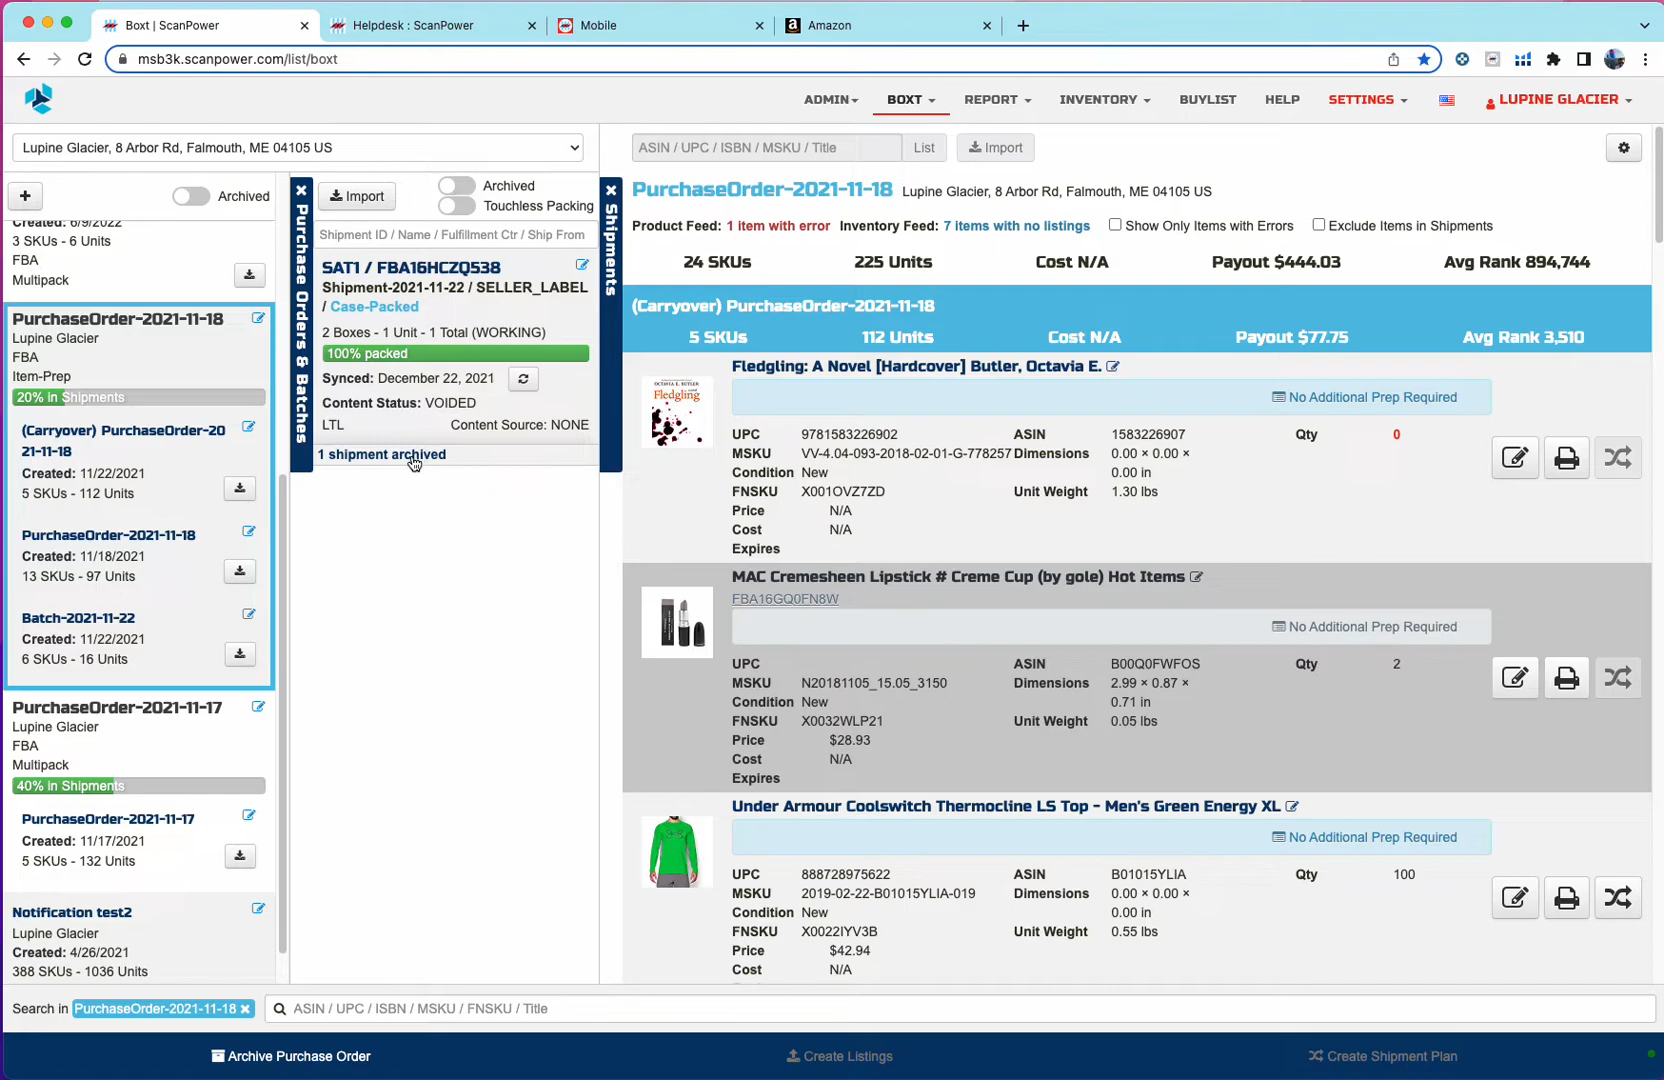 Boxt | ScanPower
Helpdesk : ScanPower
Mobile
Amazon
msb3k.scanpower.com/list/boxt
ADMIN
BOXT
REPORT
INVENTORY
BUYLIST
HELP
SETTINGS
LUPINE GLACIER
Lupine Glacier, 8 Arbor Rd, Falmouth, ME 04105 US
Archived
Created: 6/9/2022
3 SKUs - 6 Units
FBA
Multipack
PurchaseOrder-2021-11-18
Lupine Glacier
FBA
Item-Prep
20% in Shipments
(Carryover) PurchaseOrder-20
21-11-18
Created: 11/22/2021
5 SKUs - 112 Units
PurchaseOrder-2021-11-18
Created: 11/18/2021
13 SKUs - 97 Units
Batch-2021-11-22
Created: 11/22/2021
6 SKUs - 16 Units
PurchaseOrder-2021-11-17
Lupine Glacier
FBA
Multipack
40% in Shipments
PurchaseOrder-2021-11-17
Created: 11/17/2021
5 SKUs - 132 Units
Notification test2
Lupine Glacier
Created: 4/26/2021
388 SKUs - 1036 Units
Purchase Orders & Batches
Import
Archived
Touchless Packing
Shipment ID / Name / Fulfillment Ctr / Ship From
SAT1 / FBA16HCZQ538
Shipment-2021-11-22 / SELLER_LABEL
/ Case-Packed
2 Boxes - 1 Unit - 1 Total (WORKING)
100% packed
Synced: December 22, 2021
Content Status: VOIDED
LTL
Content Source: NONE
1 shipment archived
Shipments
ASIN / UPC / ISBN / MSKU / Title
List
Import
PurchaseOrder-2021-11-18 Lupine Glacier, 8 Arbor Rd, Falmouth, ME 04105 US
Product Feed: 1 item with error Inventory Feed: 7 items with no listings Show Only Items with Errors Exclude Items in Shipments
24 SKUs 225 Units Cost N/A Payout $444.03 Avg Rank 894,744
(Carryover) PurchaseOrder-2021-11-18
5 SKUs 112 Units Cost N/A Payout $77.75 Avg Rank 3,510
Fledgling: A Novel [Hardcover] Butler, Octavia E.
OCTAVIA E. BUTLER
Fledgling
No Additional Prep Required
UPC 9781583226902 ASIN 1583226907 Qty 0
MSKU VV-4.04-093-2018-02-01-G-778257 Dimensions 0.00 × 0.00 ×
Condition New 0.00 in
FNSKU X001OVZ7ZD Unit Weight 1.30 lbs
Price N/A
Cost N/A
Expires
MAC Cremesheen Lipstick # Creme Cup (by gole) Hot Items
FBA16GQ0FN8W
No Additional Prep Required
UPC ASIN B00Q0FWFOS Qty 2
MSKU N20181105_15.05_3150 Dimensions 2.99 × 0.87 ×
Condition New 0.71 in
FNSKU X0032WLP21 Unit Weight 0.05 lbs
Price $28.93
Cost N/A
Expires
Under Armour Coolswitch Thermocline LS Top - Men's Green Energy XL
No Additional Prep Required
UPC 888728975622 ASIN B01015YLIA Qty 100
MSKU 2019-02-22-B01015YLIA-019 Dimensions 0.00 × 0.00 ×
Condition New 0.00 in
FNSKU X0022IYV3B Unit Weight 0.55 lbs
Price $42.94
Cost N/A
Search in PurchaseOrder-2021-11-18 ×
ASIN / UPC / ISBN / MSKU / FNSKU / Title
Archive Purchase Order
Create Listings
Create Shipment Plan